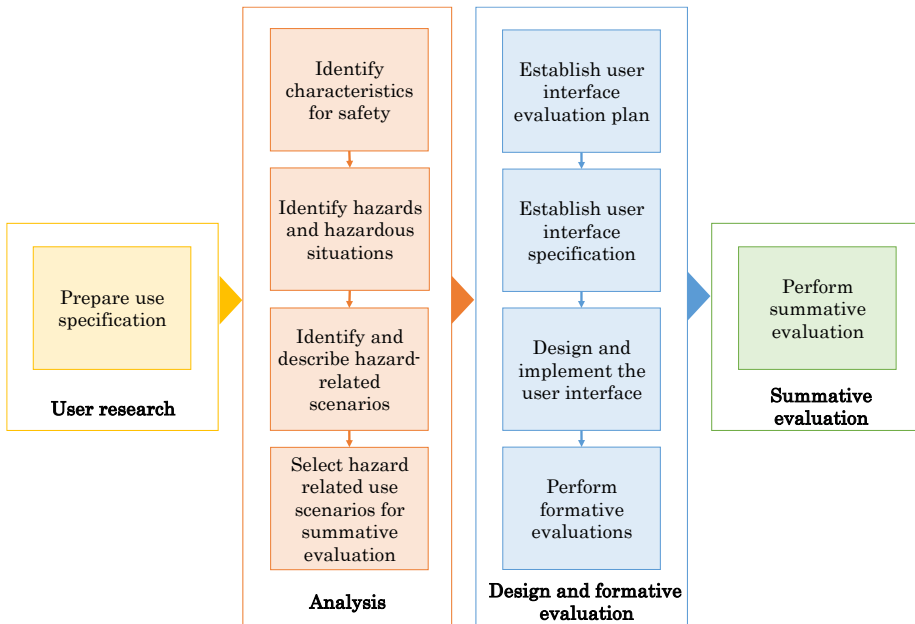 Prepare use
specification
User research
Identify
characteristics
for safety
Identify hazards
and hazardous
situations
Identify and
describe hazard-
related
scenarios
Select hazard
related use
scenarios for
summative
evaluation
Analysis
Establish user
interface
evaluation plan
Establish user
interface
specification
Design and
implement the
user interface
Perform
formative
evaluations
Design and formative
evaluation
Perform
summative
evaluation
Summative
evaluation